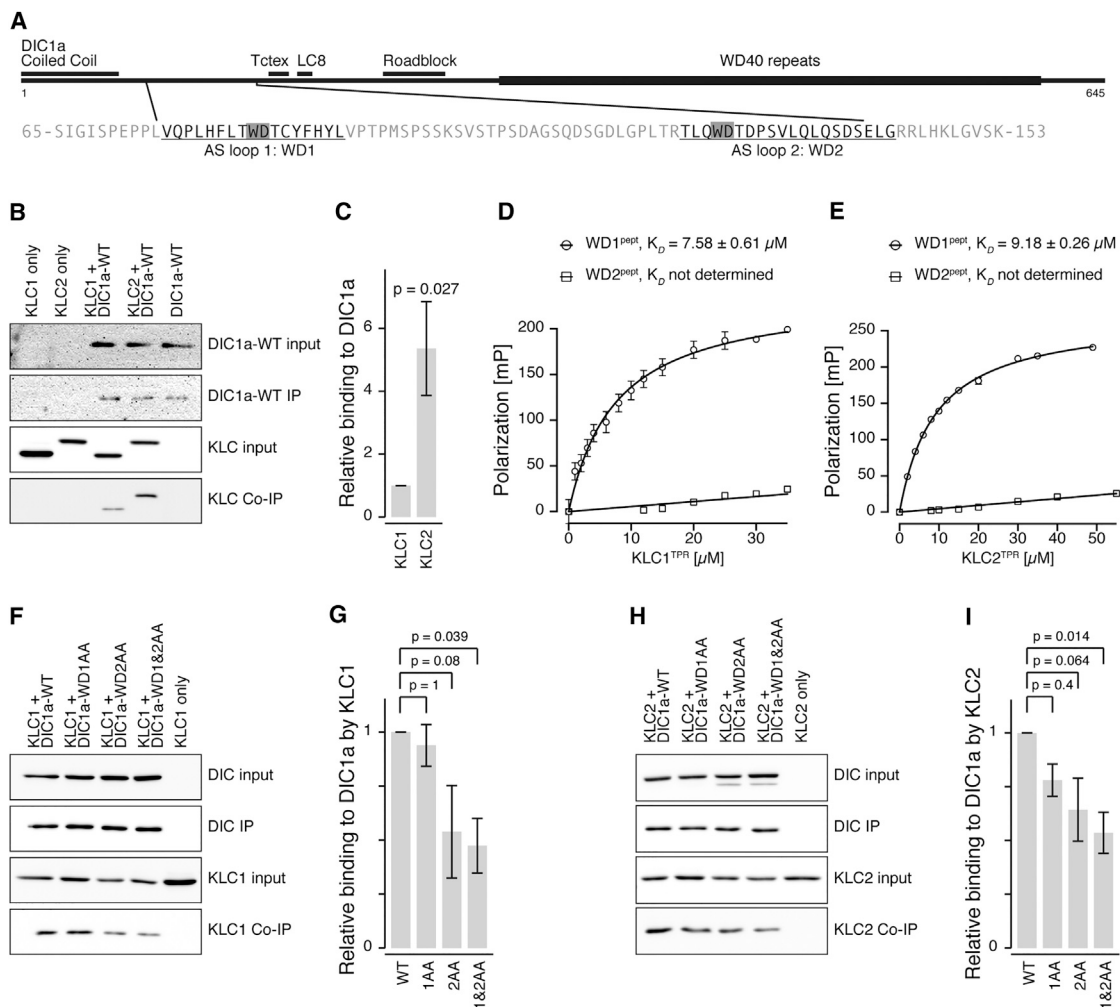 A
DIC1a
Coiled Coil
Tctex
LC8
Roadblock
WD40 repeats
1
645
65-SIGISPEPPLVQPLHFLTWDTCYFHYLVPTPMSPSSKSVSTPSDAGSQDSGDLGPLTRTLQWDTDPSVLQLQSDSELGRRLHKLGVSK-153
AS loop 1: WD1
AS loop 2: WD2
B
KLC1 only
KLC2 only
KLC1 +
DIC1a-WT
KLC2 +
DIC1a-WT
DIC1a-WT
DIC1a-WT input
DIC1a-WT IP
KLC input
KLC Co-IP
C
Relative binding to DIC1a
p = 0.027
6
4
2
0
KLC1
KLC2
D
WD1pept, KD = 7.58 ± 0.61 µM
WD2pept, KD not determined
Polarization [mP]
200
150
100
50
0
0
10
20
30
KLC1TPR [µM]
E
WD1pept, KD = 9.18 ± 0.26 µM
WD2pept, KD not determined
Polarization [mP]
250
200
150
100
50
0
0
10
20
30
40
50
KLC2TPR [µM]
F
KLC1 +
DIC1a-WT
KLC1 +
DIC1a-WD1AA
KLC1 +
DIC1a-WD2AA
KLC1 +
DIC1a-WD1&2AA
KLC1 only
DIC input
DIC IP
KLC1 input
KLC1 Co-IP
G
Relative binding to DIC1a by KLC1
p = 0.039
p = 0.08
p = 1
1
0
WT
1AA
2AA
1&2AA
H
KLC2 +
DIC1a-WT
KLC2 +
DIC1a-WD1AA
KLC2 +
DIC1a-WD2AA
KLC2 +
DIC1a-WD1&2AA
KLC2 only
DIC input
DIC IP
KLC2 input
KLC2 Co-IP
I
Relative binding to DIC1a by KLC2
p = 0.014
p = 0.064
p = 0.4
1
0
WT
1AA
2AA
1&2AA